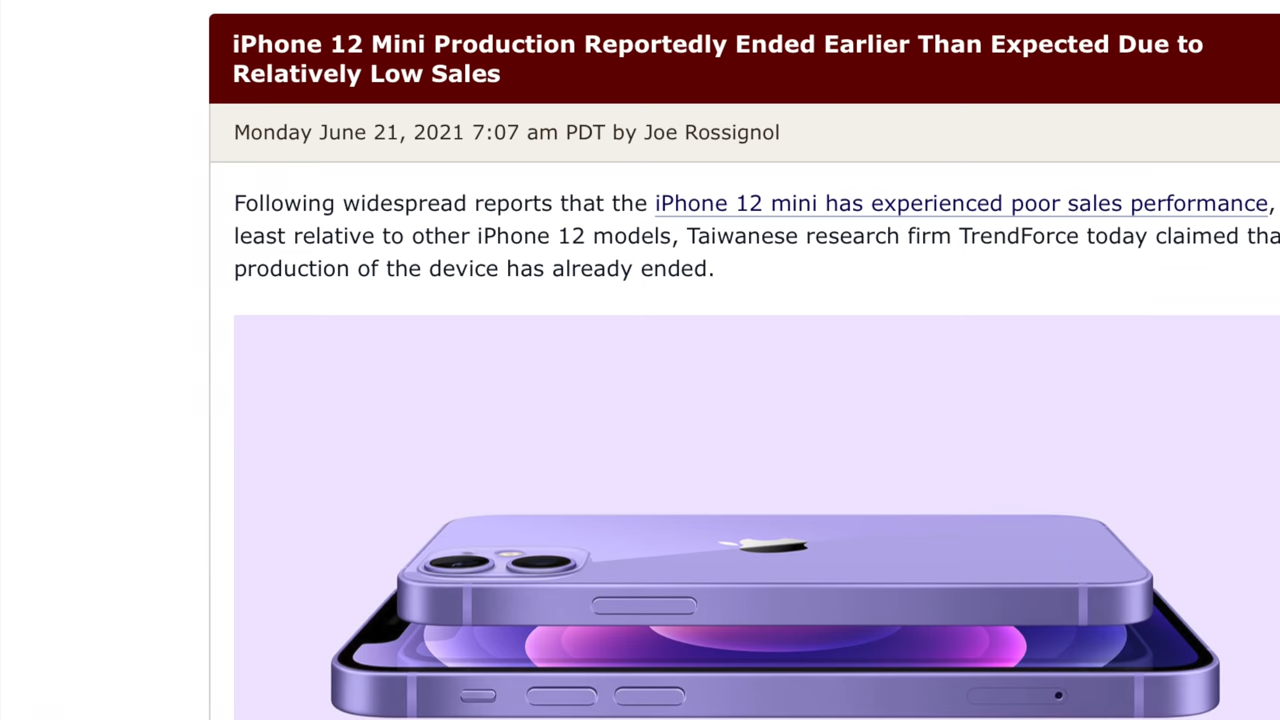 iPhone 12 Mini Production Reportedly Ended Earlier Than Expected Due to
Relatively Low Sales
Monday June 21, 2021 7:07 am PDT by Joe Rossignol
Following widespread reports that the iPhone 12 mini has experienced poor sales performance,
least relative to other iPhone 12 models, Taiwanese research firm TrendForce today claimed
production of the device has already ended.